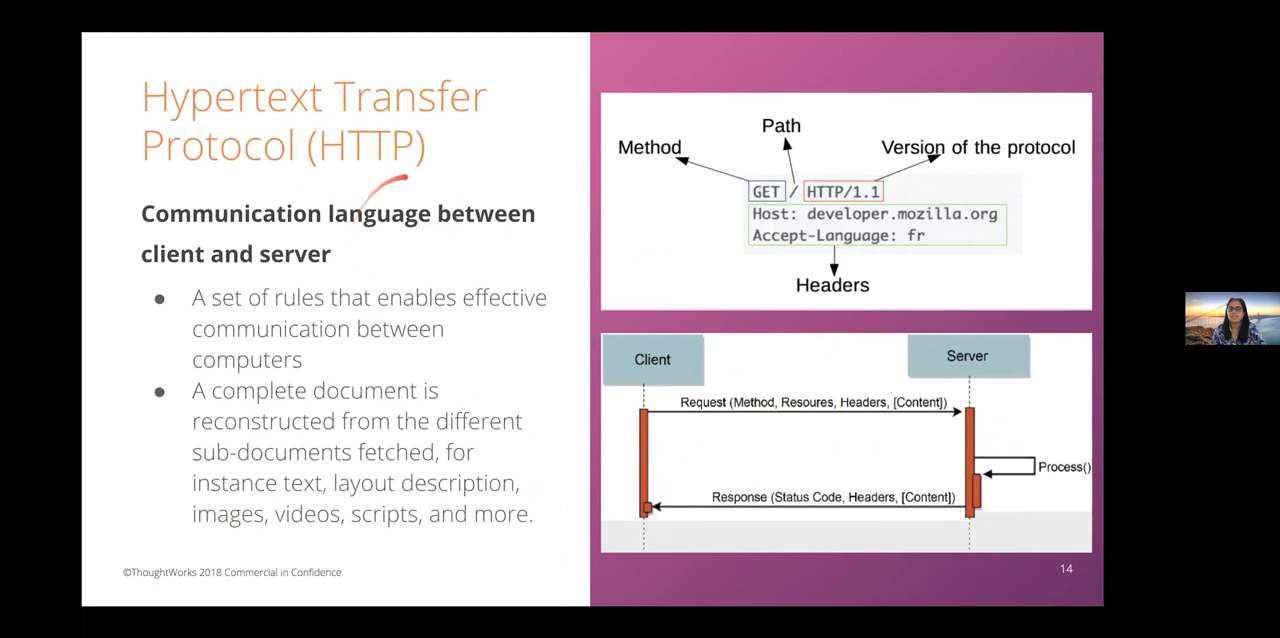 Hypertext Transfer
Protocol (HTTP)
Communication language between
client and server
● A set of rules that enables effective
communication between
computers
● A complete document is
reconstructed from the different
sub-documents fetched, for
instance text, layout description,
images, videos, scripts, and more.
©ThoughtWorks 2018 Commercial in Confidence
Path
Method
Version of the protocol
GET / HTTP/1.1
Host: developer.mozilla.org
Accept-Language: fr
Headers
Client
Server
Request (Method, Resoures, Headers, [Content])
Process()
Response (Status Code, Headers, [Content])
14